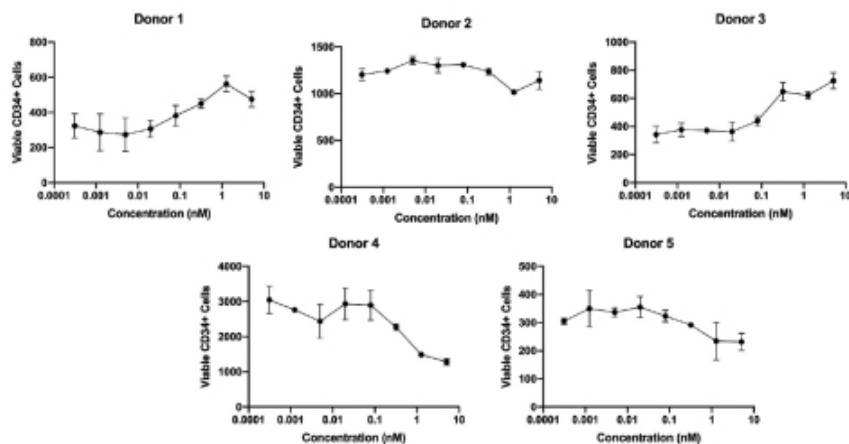 Donor 1
Viable CD34+ Cells
800
600
400
200
0
0.0001 0.001 0.01 0.1 1 10
Concentration (nM)
Donor 2
Viable CD34+ Cells
1500
1000
500
0
0.0001 0.001 0.01 0.1 1 10
Concentration (nM)
Donor 3
Viable CD34+ Cells
1000
800
600
400
200
0
0.0001 0.001 0.01 0.1 1 10
Concentration (nM)
Donor 4
Viable CD34+ Cells
4000
3000
2000
1000
0
0.0001 0.001 0.01 0.1 1 10
Concentration (nM)
Donor 5
Viable CD34+ Cells
500
400
300
200
100
0
0.0001 0.001 0.01 0.1 1 10
Concentration (nM)